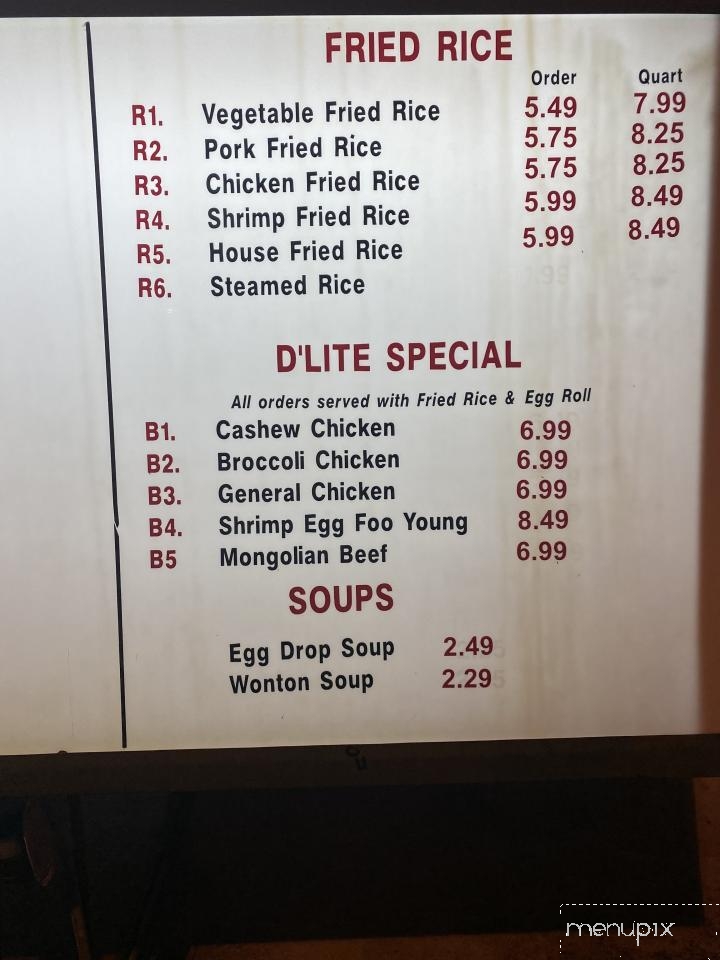 FRIED RICE
Order Quart
R1. Vegetable Fried Rice 5.49 7.99
R2. Pork Fried Rice 5.75 8.25
R3. Chicken Fried Rice 5.75 8.25
R4. Shrimp Fried Rice 5.99 8.49
R5. House Fried Rice 5.99 8.49
R6. Steamed Rice
D'LITE SPECIAL
All orders served with Fried Rice & Egg Roll
B1. Cashew Chicken 6.99
B2. Broccoli Chicken 6.99
B3. General Chicken 6.99
B4. Shrimp Egg Foo Young 8.49
B5 Mongolian Beef 6.99
SOUPS
Egg Drop Soup 2.49
Wonton Soup 2.29
menupix